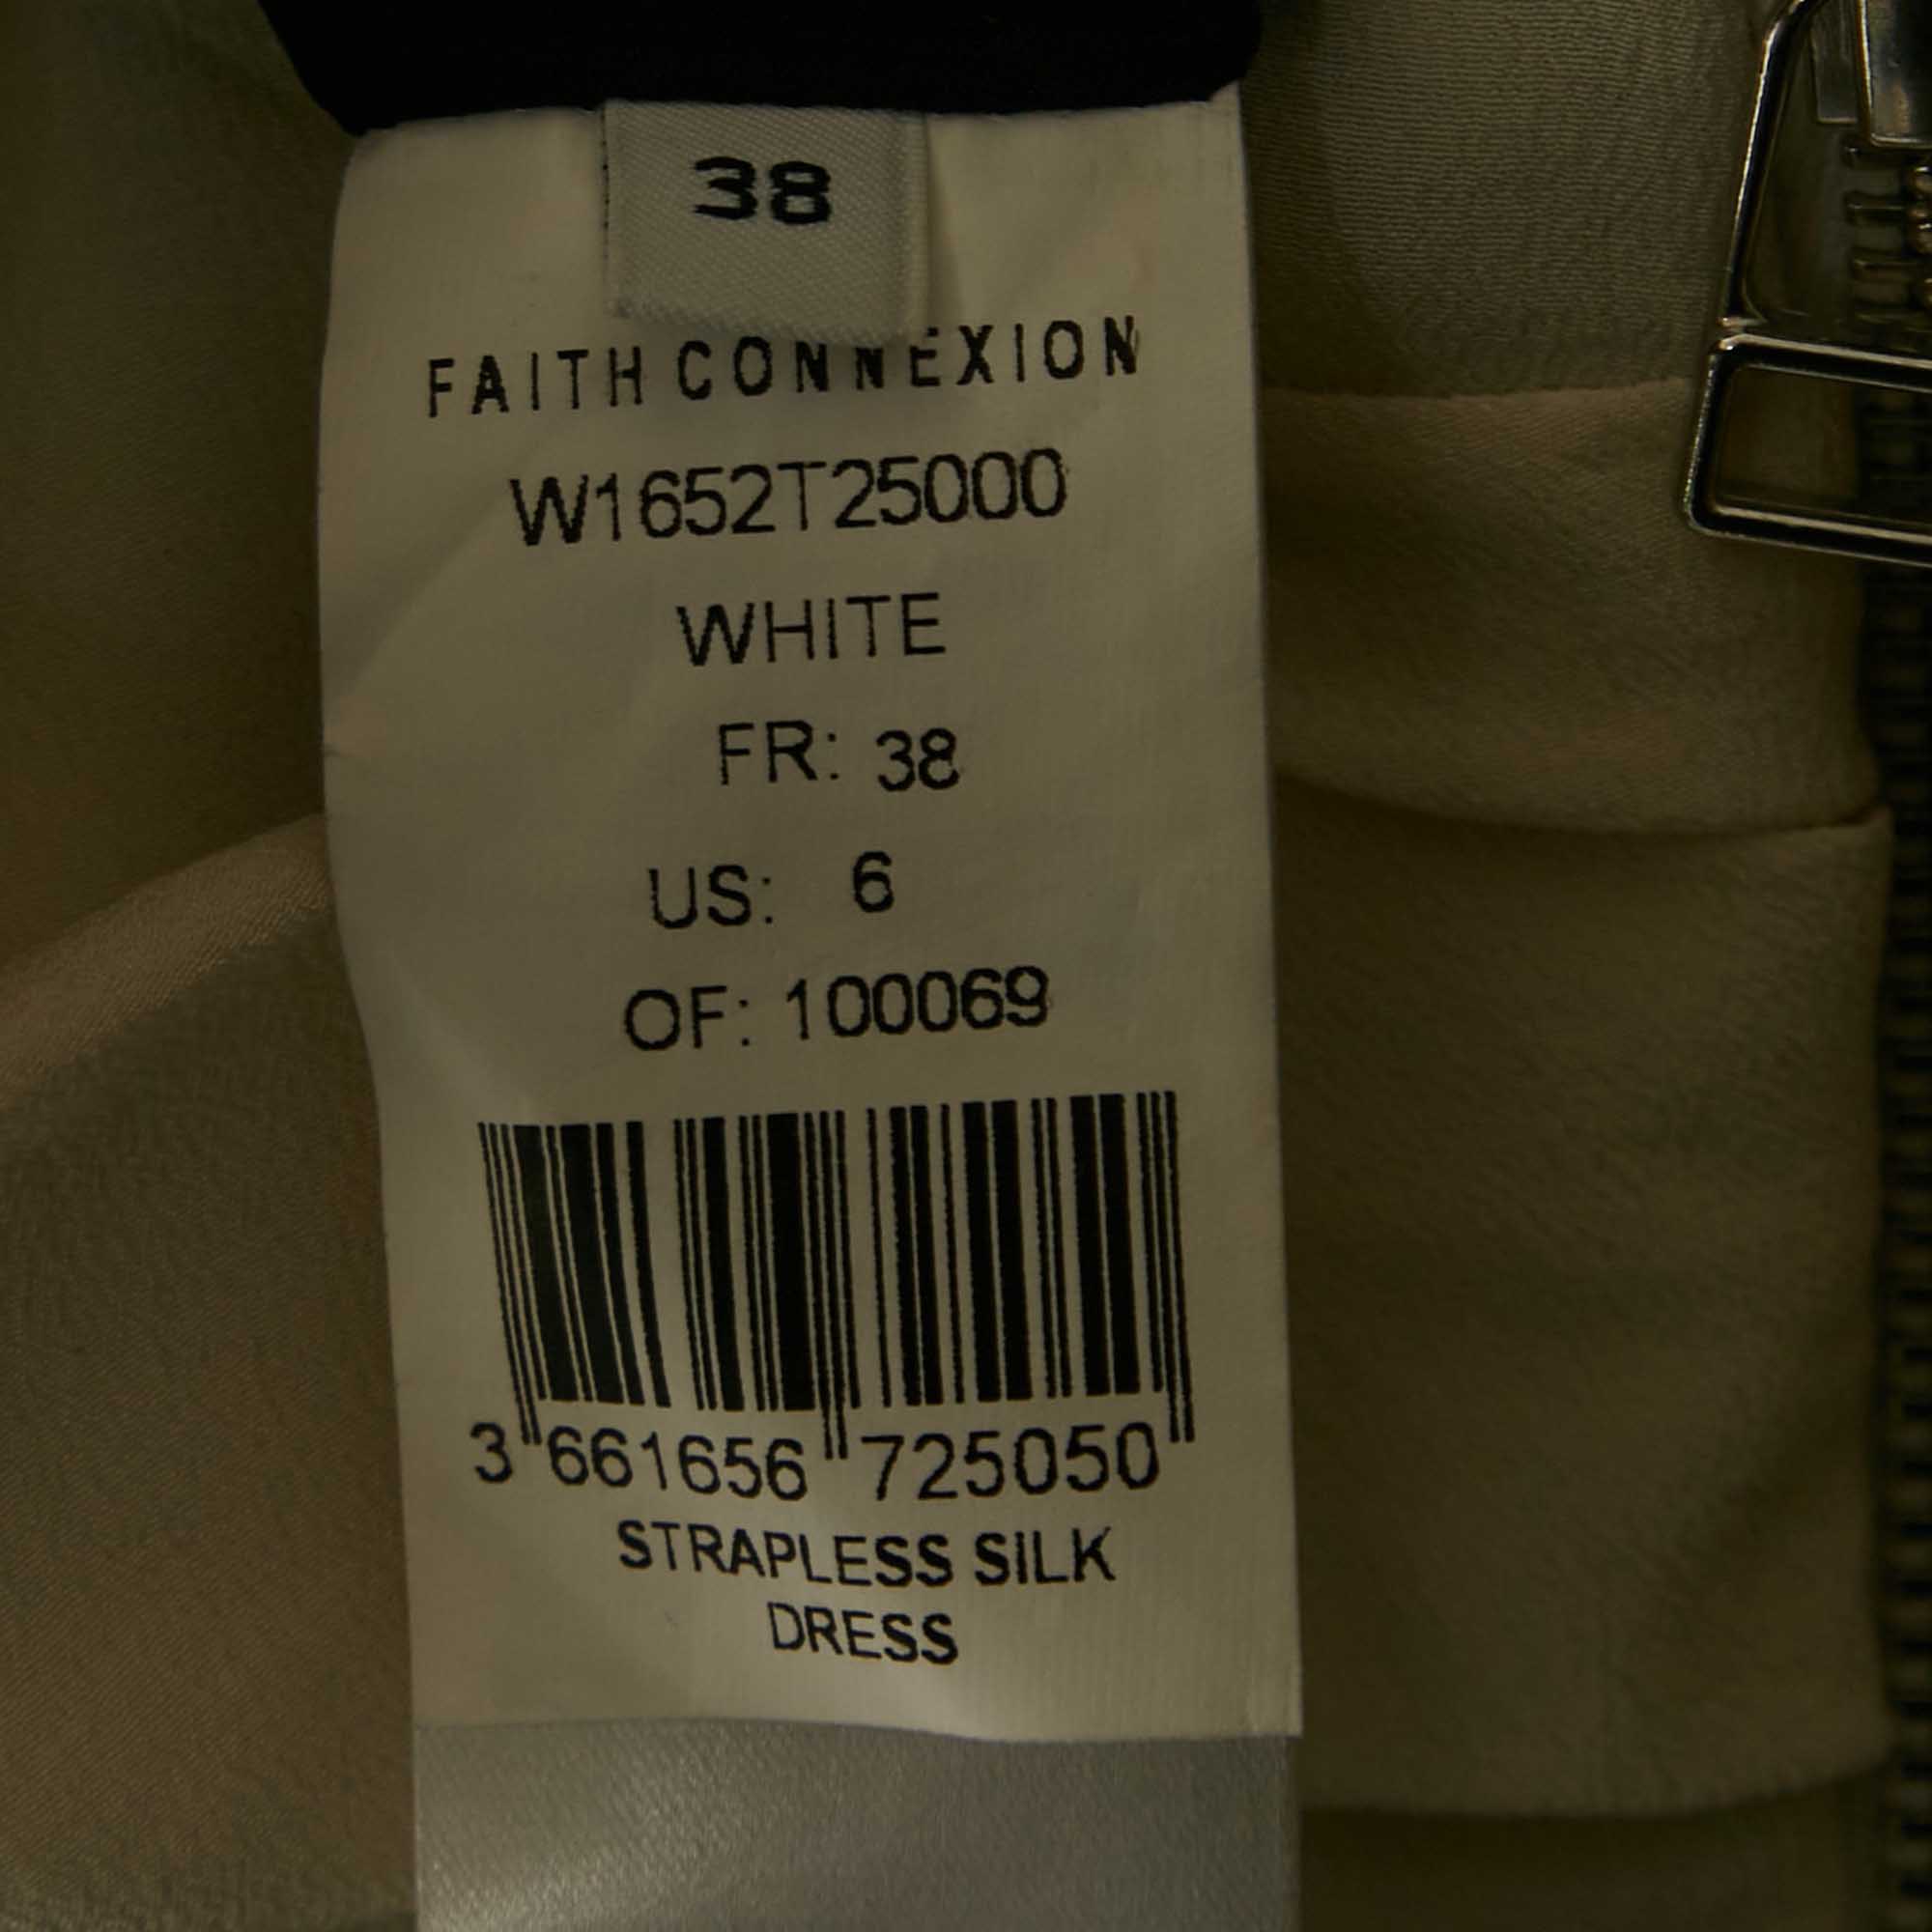 38
FAITH CONNEXION
W1652T25000
WHITE
FR: 38
US: 6
OF: 100069
3 661656 725050
STRAPLESS SILK
DRESS